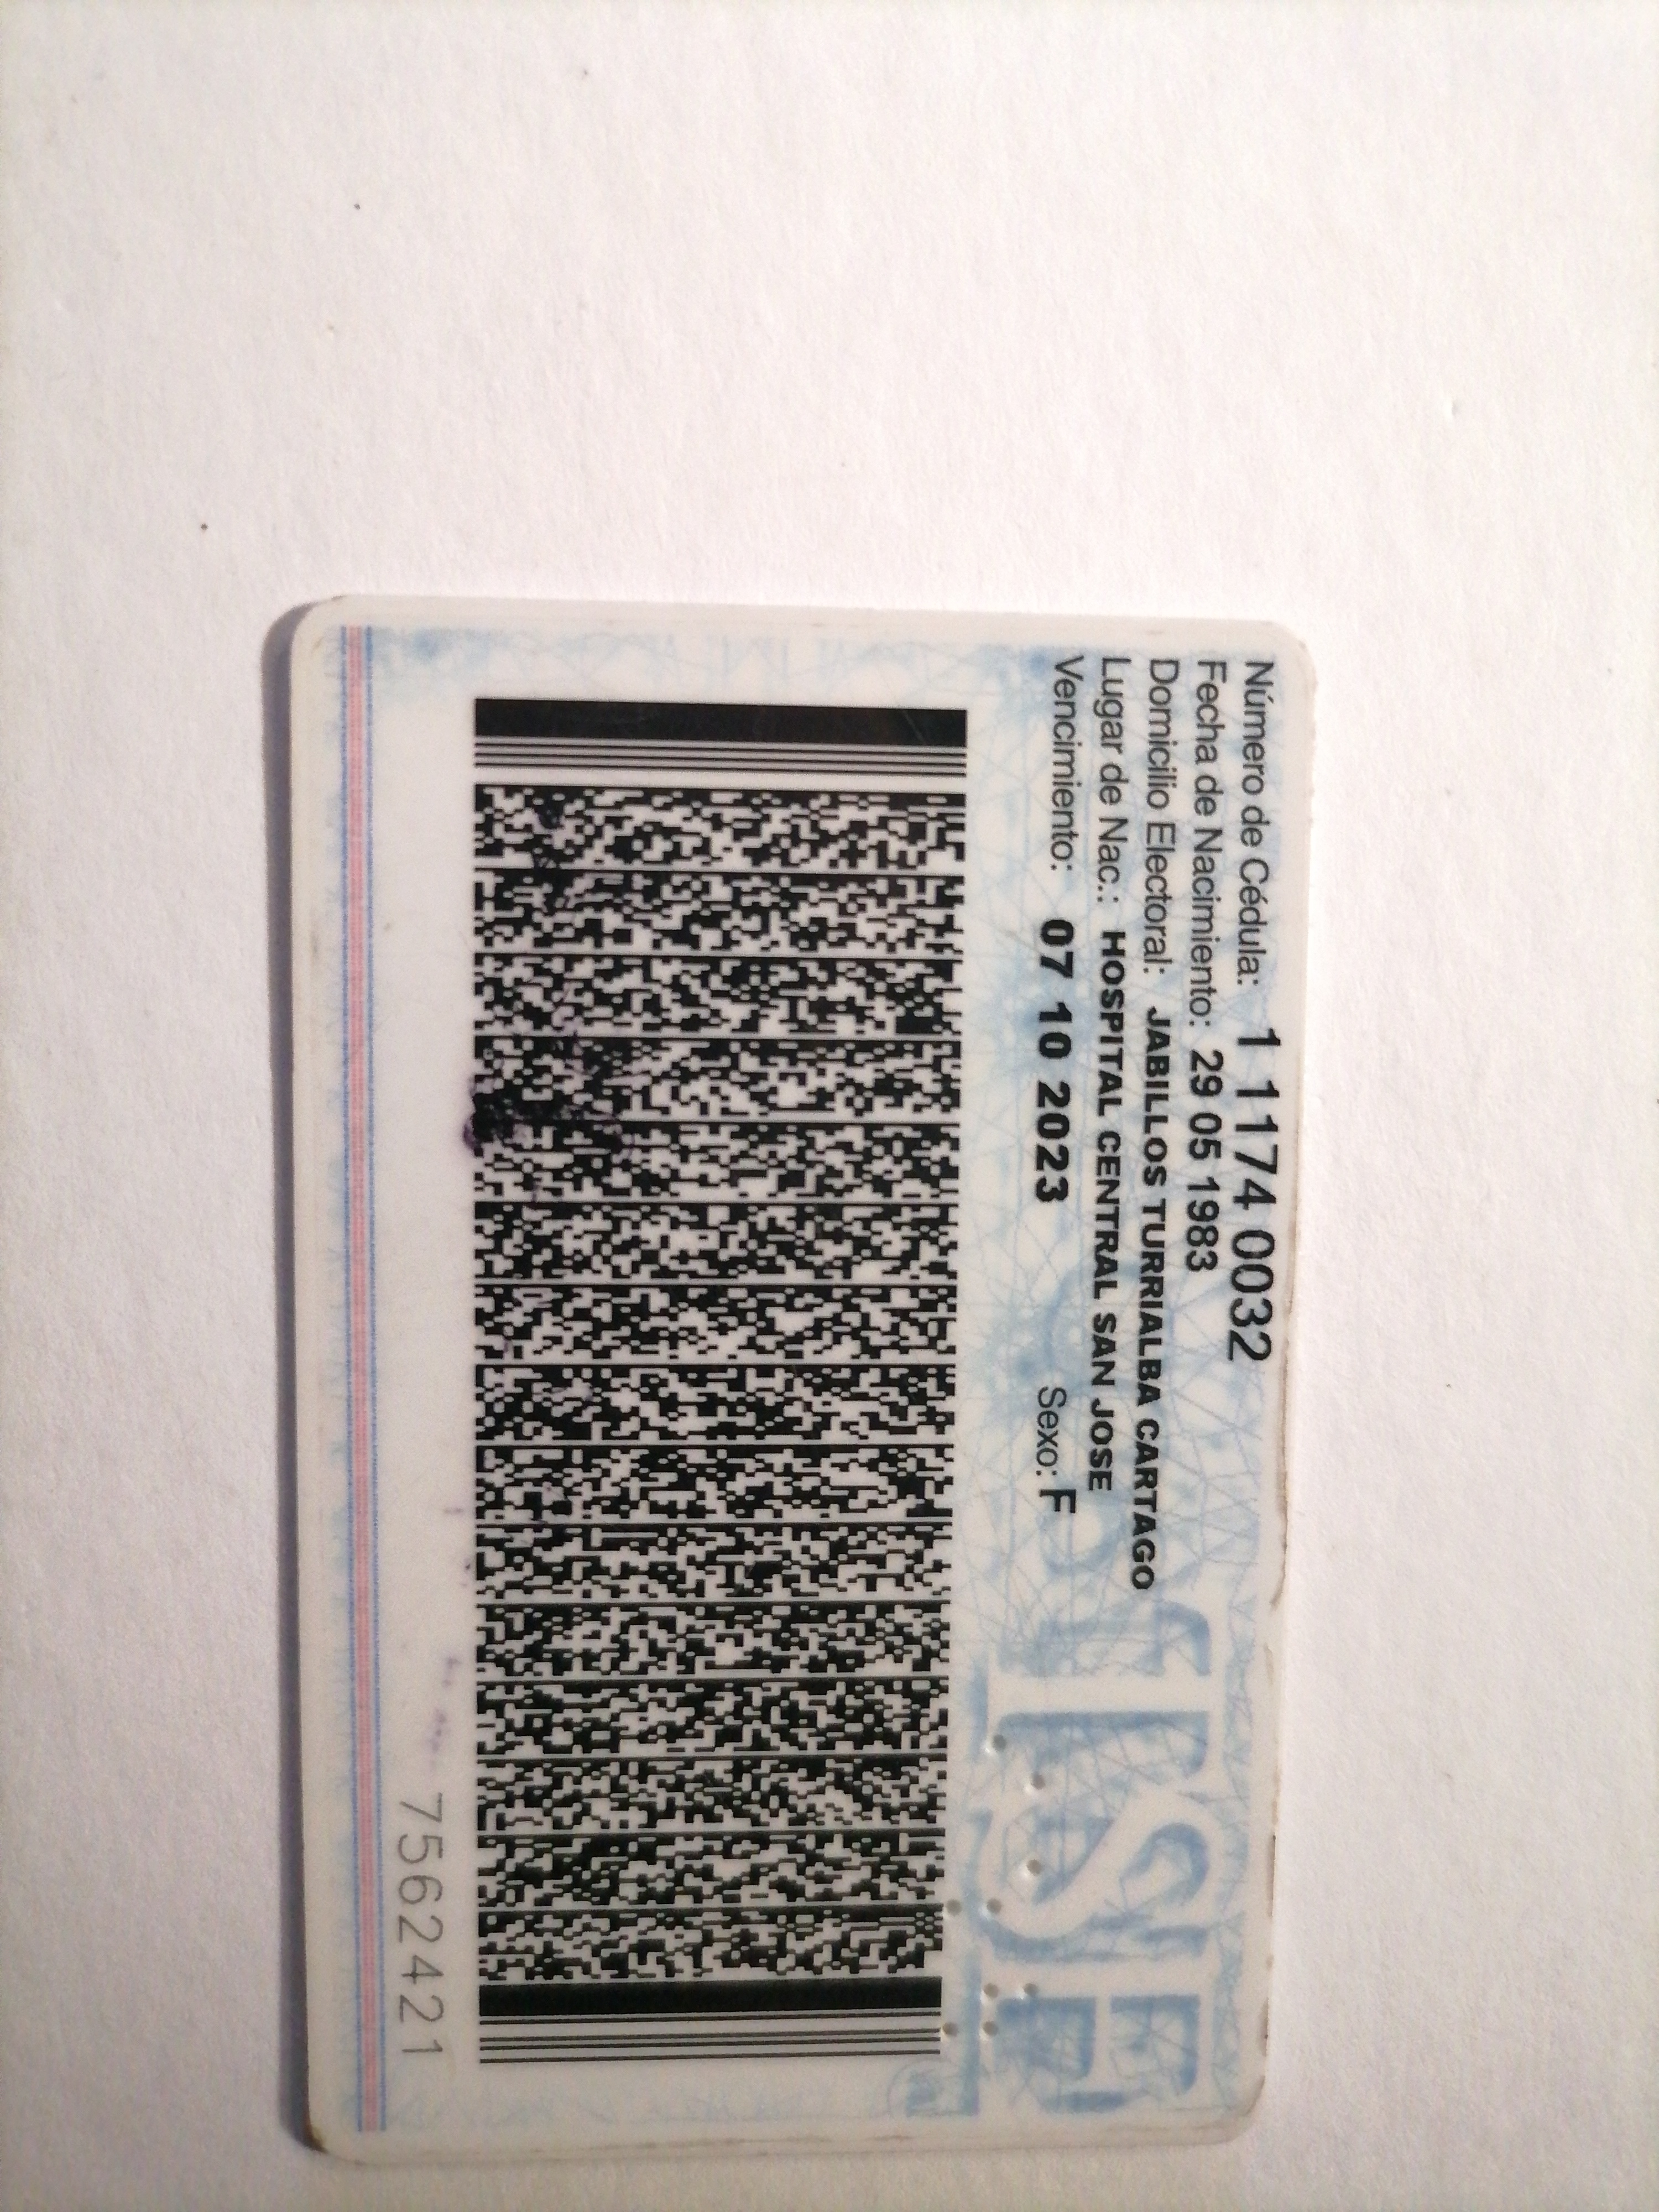 Número de Cédula: 1 1174 0032
Fecha de Nacimiento: 29 05 1983
Domicilio Electoral: JABILLOS TURRIALBA CARTAGO
Lugar de Nac.: HOSPITAL CENTRAL SAN JOSE
Vencimiento: 07 10 2023 Sexo: F
TSE
7562421